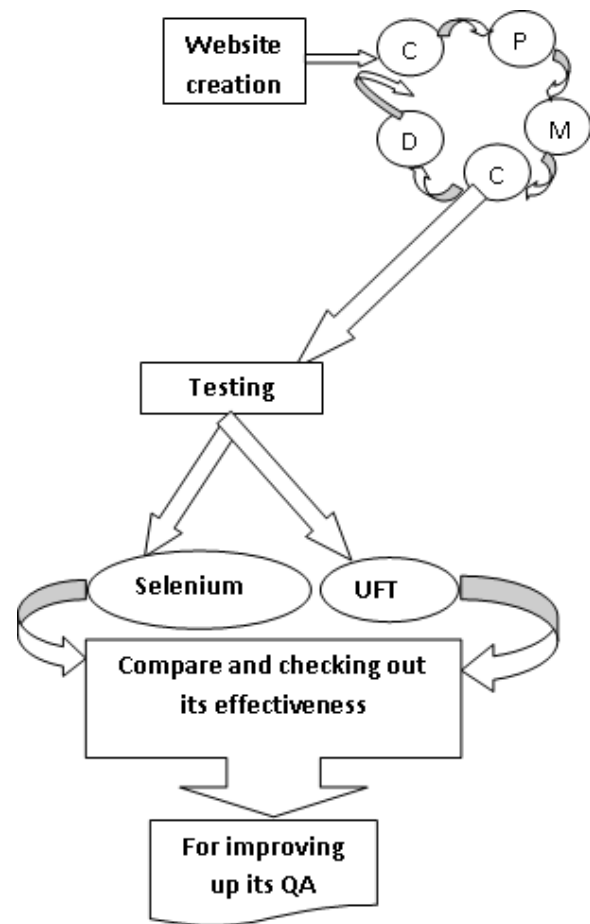 Website
creation
C
P
M
C
D
Testing
Selenium
UFT
Compare and checking out
its effectiveness
For improving
up its QA